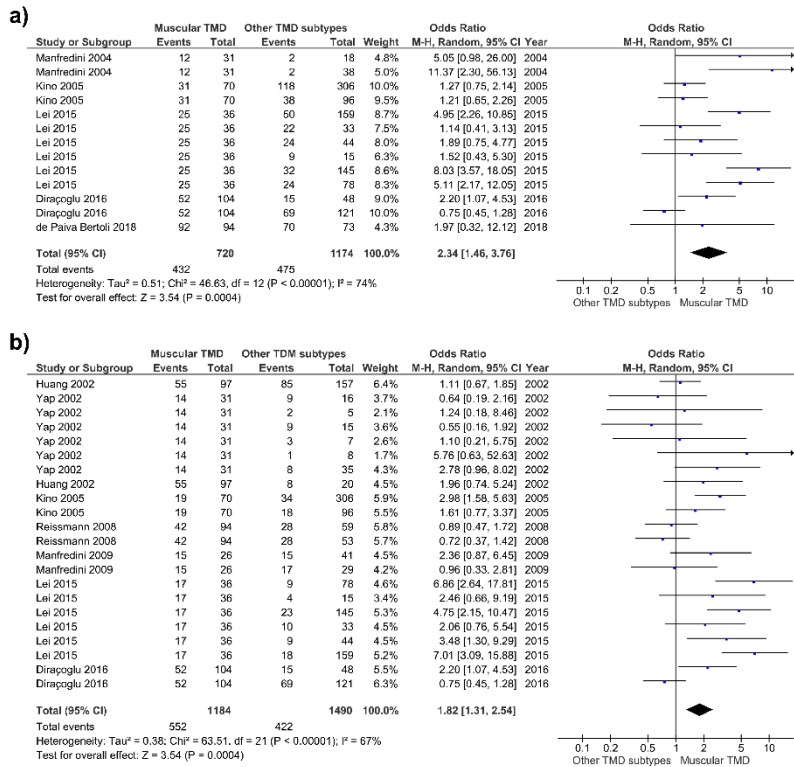 a)
Muscular TMD Other TMD subtypes Odds Ratio Odds Ratio
Study or Subgroup Events Total Events Total Weight M-H, Random, 95% CI Year M-H, Random, 95% CI
Manfredini 2004 12 31 2 18 4.8% 5.05 [0.98, 26.00] 2004
Manfredini 2004 12 31 2 38 5.0% 11.37 [2.30, 56.13] 2004
Kino 2005 31 70 118 306 10.0% 1.27 [0.75, 2.14] 2005
Kino 2005 31 70 38 96 9.4% 1.21 [0.65, 2.26] 2005
Lei 2015 25 36 50 159 8.5% 4.95 [2.26, 10.85] 2015
Lei 2015 25 36 22 33 7.2% 1.14 [0.41, 3.13] 2015
Lei 2015 25 36 24 44 7.7% 1.89 [0.75, 4.77] 2015
Lei 2015 25 36 9 15 6.2% 1.52 [0.43, 5.30] 2015
Lei 2015 25 36 32 145 8.4% 8.03 [3.57, 18.05] 2015
Lei 2015 25 36 24 78 8.2% 5.11 [2.17, 12.05] 2015
Diraçoglu 2016 52 104 15 48 8.9% 2.20 [1.07, 4.53] 2016
Diraçoglu 2016 52 104 69 121 10.0% 0.75 [0.45, 1.28] 2016
de Paiva Bertoli 2018 92 94 70 73 4.3% 1.97 [0.32, 12.12] 2018
Total (95% CI) 720 1174 100.0% 2.34 [1.46, 3.76]
Total events 432 475
Heterogeneity: Tau² = 0.51; Chi² = 46.63, df = 12 (P < 0.00001); I² = 74%
Test for overall effect: Z = 3.54 (P = 0.0004)
0.1 0.2 0.5 1 2 5 10
Other TMD subtypes Muscular TMD
b)
Muscular TMD Other TDM subtypes Odds Ratio Odds Ratio
Study or Subgroup Events Total Events Total Weight M-H, Random, 95% CI Year M-H, Random, 95% CI
Huang 2002 55 97 85 157 6.4% 1.11 [0.67, 1.85] 2002
Yap 2002 14 31 9 16 3.7% 0.64 [0.19, 2.16] 2002
Yap 2002 14 31 2 5 1.9% 1.24 [0.18, 8.46] 2002
Yap 2002 14 31 9 15 3.6% 0.55 [0.16, 1.92] 2002
Yap 2002 14 31 3 7 2.4% 1.10 [0.21, 5.75] 2002
Yap 2002 14 31 1 8 1.7% 5.76 [0.63, 52.63] 2002
Yap 2002 14 31 8 35 4.4% 2.78 [0.96, 8.02] 2002
Huang 2002 55 97 8 20 4.8% 1.96 [0.74, 5.24] 2002
Kino 2005 19 70 34 306 6.0% 2.98 [1.58, 5.63] 2005
Kino 2005 19 70 18 96 5.6% 1.61 [0.77, 3.37] 2005
Reissmann 2008 42 94 28 59 5.9% 0.89 [0.47, 1.72] 2008
Reissmann 2008 42 94 28 53 5.8% 0.72 [0.37, 1.42] 2008
Manfredini 2009 15 26 15 41 4.7% 2.36 [0.87, 6.45] 2009
Manfredini 2009 15 26 17 29 4.4% 0.96 [0.33, 2.81] 2009
Lei 2015 17 36 9 78 4.8% 6.86 [2.64, 17.81] 2015
Lei 2015 17 36 4 15 3.4% 2.46 [0.66, 9.19] 2015
Lei 2015 17 36 23 145 5.4% 4.75 [2.15, 10.47] 2015
Lei 2015 17 36 10 33 4.7% 2.06 [0.76, 5.54] 2015
Lei 2015 17 36 9 44 4.7% 3.48 [1.30, 9.29] 2015
Lei 2015 17 36 18 159 5.3% 7.01 [3.09, 15.88] 2015
Diraçoglu 2016 52 104 15 48 5.7% 2.20 [1.07, 4.53] 2016
Diraçoglu 2016 52 104 69 121 6.4% 0.75 [0.45, 1.28] 2016
Total (95% CI) 1184 1490 100.0% 1.82 [1.31, 2.54]
Total events 552 422
Heterogeneity: Tau² = 0.38; Chi² = 63.51, df = 21 (P < 0.00001); I² = 67%
Test for overall effect: Z = 3.54 (P = 0.0004)
0.1 0.2 0.5 1 2 5 10
Other TMD subtypes Muscular TMD